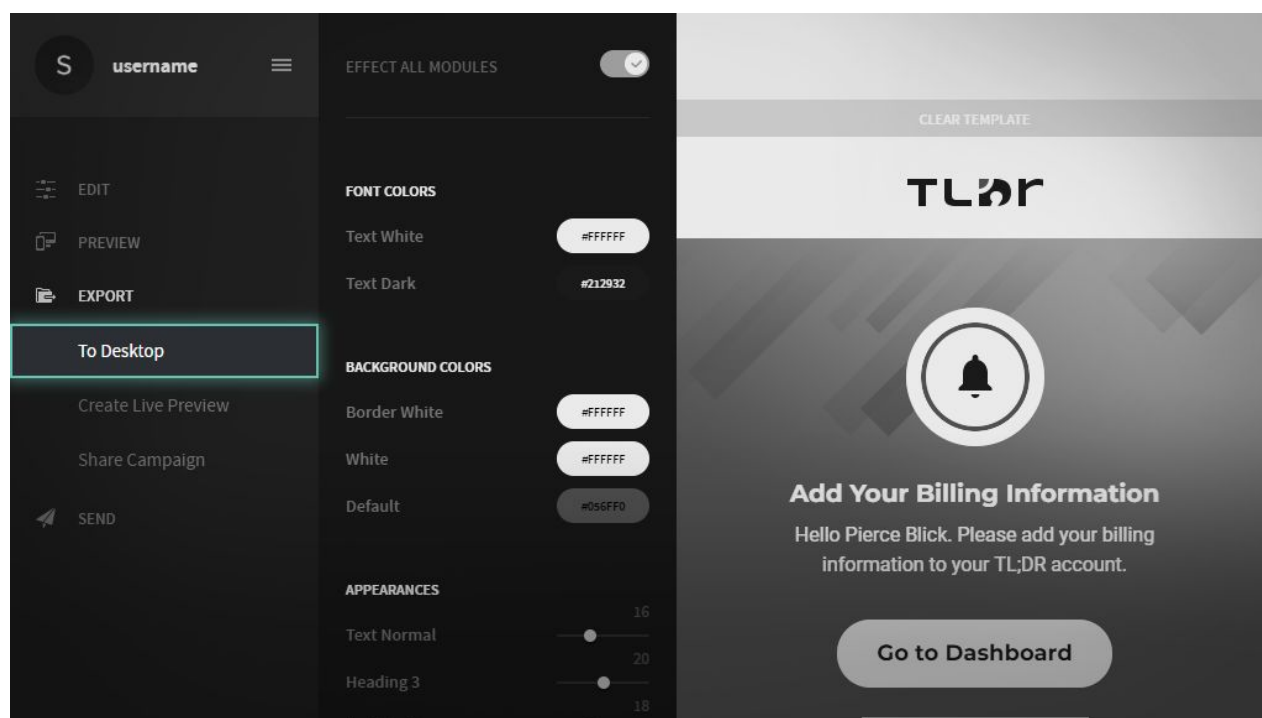 S username
EDIT
PREVIEW
EXPORT
To Desktop
Create Live Preview
Share Campaign
SEND
EFFECT ALL MODULES
FONT COLORS
Text White #FFFFFF
Text Dark #212932
BACKGROUND COLORS
Border White #FFFFFF
White #FFFFFF
Default #056FF0
APPEARANCES
16
Text Normal
20
Heading 3
18
CLEAR TEMPLATE
TLDR
Add Your Billing Information
Hello Pierce Blick. Please add your billing
information to your TL;DR account.
Go to Dashboard